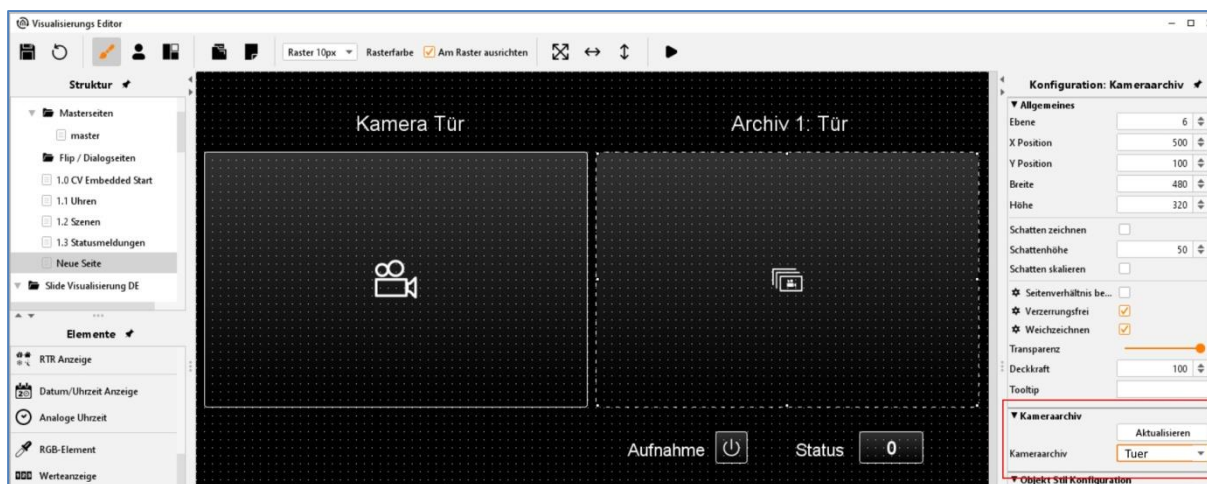 Visualisierungs Editor
Raster 10px Rasterfarbe Am Raster ausrichten
Struktur
Masterseiten
master
Flip / Dialogseiten
1.0 CV Embedded Start
1.1 Uhren
1.2 Szenen
1.3 Statusmeldungen
Neue Seite
Slide Visualisierung DE
Elemente
RTR Anzeige
Datum/Uhrzeit Anzeige
Analoge Uhrzeit
RGB-Element
Werteanzeige
Kamera Tür
Archiv 1: Tür
Aufnahme
Status 0
Konfiguration: Kameraarchiv
Allgemeines
Ebene 6
X Position 500
Y Position 100
Breite 480
Höhe 320
Schatten zeichnen
Schattenhöhe 50
Schatten skalieren
Seitenverhältnis be...
Verzerrungsfrei
Weichzeichnen
Transparenz
Deckkraft 100
Tooltip
Kameraarchiv
Aktualisieren
Kameraarchiv Tuer
Objekt Stil Konfiguration